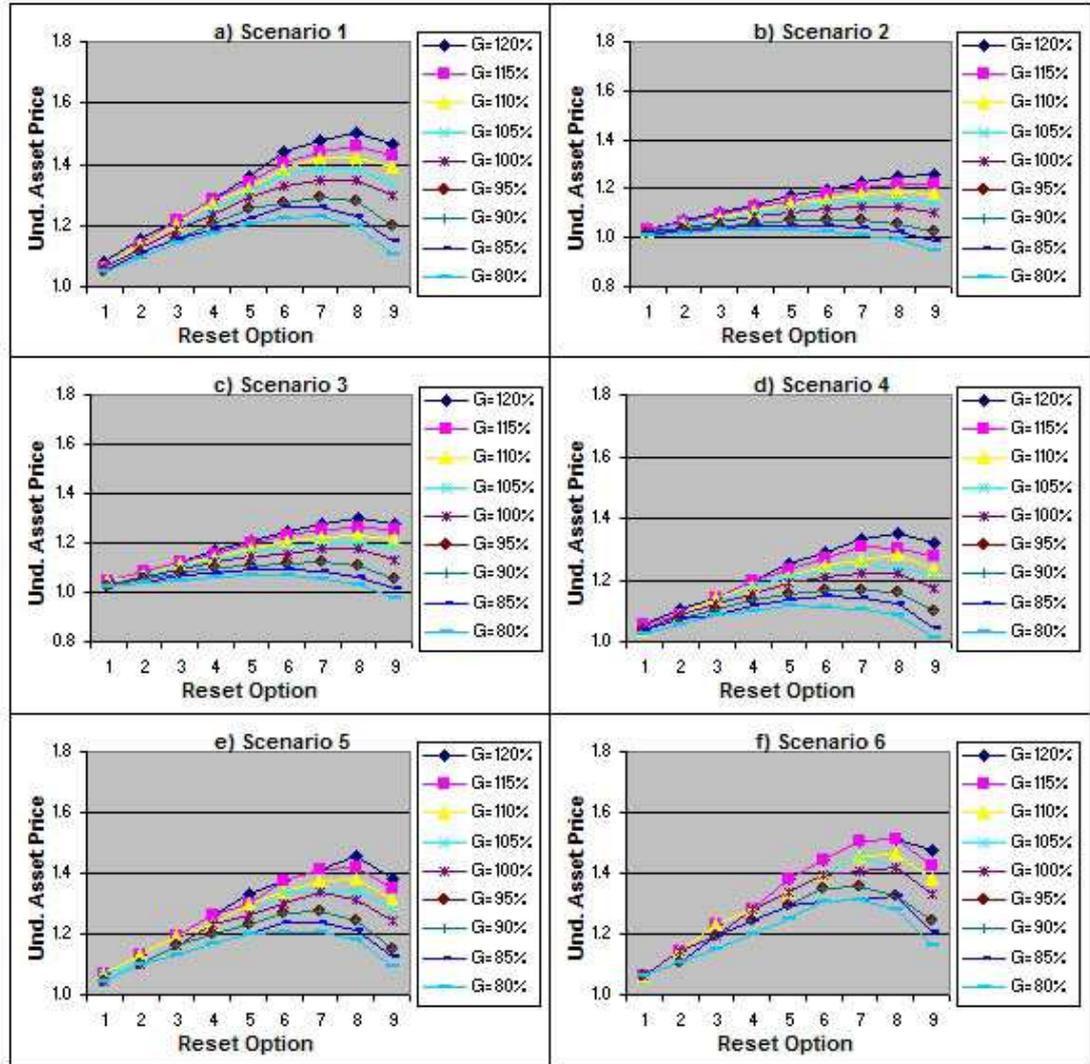 a) Scenario 1
Und. Asset Price
1.8
1.6
1.4
1.2
1.0
1 2 3 4 5 6 7 8 9
Reset Option
G=120%
G=115%
G=110%
G=105%
G=100%
G=95%
G=90%
G=85%
G=80%
b) Scenario 2
Und. Asset Price
1.8
1.6
1.4
1.2
1.0
0.8
1 2 3 4 5 6 7 8 9
Reset Option
G=120%
G=115%
G=110%
G=105%
G=100%
G=95%
G=90%
G=85%
G=80%
c) Scenario 3
Und. Asset Price
1.8
1.6
1.4
1.2
1.0
0.8
1 2 3 4 5 6 7 8 9
Reset Option
G=120%
G=115%
G=110%
G=105%
G=100%
G=95%
G=90%
G=85%
G=80%
d) Scenario 4
Und. Asset Price
1.8
1.6
1.4
1.2
1.0
1 2 3 4 5 6 7 8 9
Reset Option
G=120%
G=115%
G=110%
G=105%
G=100%
G=95%
G=90%
G=85%
G=80%
e) Scenario 5
Und. Asset Price
1.8
1.6
1.4
1.2
1.0
1 2 3 4 5 6 7 8 9
Reset Option
G=120%
G=115%
G=110%
G=105%
G=100%
G=95%
G=90%
G=85%
G=80%
f) Scenario 6
Und. Asset Price
1.8
1.6
1.4
1.2
1.0
1 2 3 4 5 6 7 8 9
Reset Option
G=120%
G=115%
G=110%
G=105%
G=100%
G=95%
G=90%
G=85%
G=80%